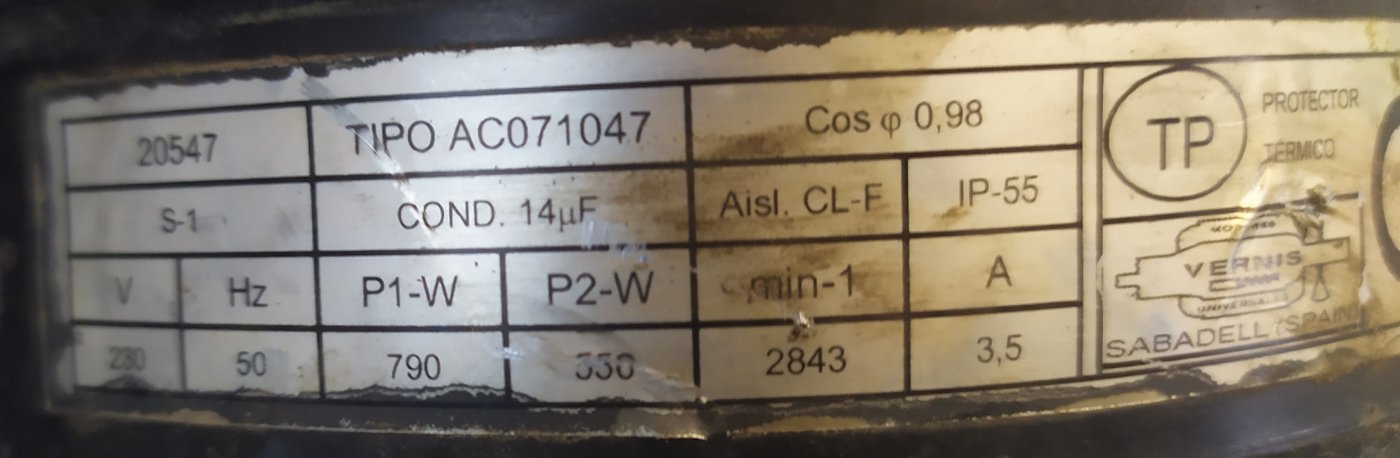 20547 TIPO AC071047 Cos φ 0,98
S-1 COND. 14µF Aisl. CL-F IP-55
V Hz P1-W P2-W min-1 A
230 50 790 550 2843 3,5
TP PROTECTOR
TÉRMICO
VERNIS
SABADELL (SPAIN)